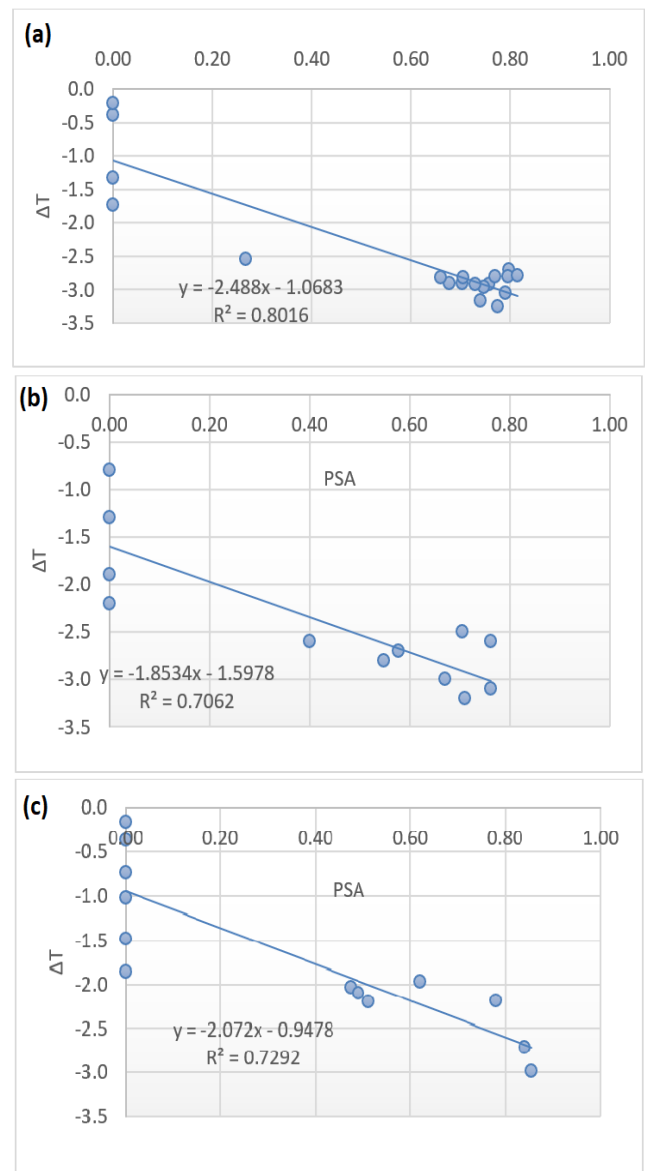 (a)
0.00 0.20 0.40 0.60 0.80 1.00
0.0
-0.5
-1.0
-1.5
-2.0
-2.5
-3.0
-3.5
ΔT
y = -2.488x - 1.0683
R² = 0.8016
(b)
0.0
0.00 0.20 0.40 0.60 0.80 1.00
-0.5
PSA
-1.0
-1.5
-2.0
-2.5
-3.0
-3.5
ΔT
y = -1.8534x - 1.5978
R² = 0.7062
(c)
0.0
0.00 0.20 0.40 0.60 0.80 1.00
-0.5
PSA
-1.0
-1.5
-2.0
-2.5
-3.0
-3.5
ΔT
y = -2.072x - 0.9478
R² = 0.7292